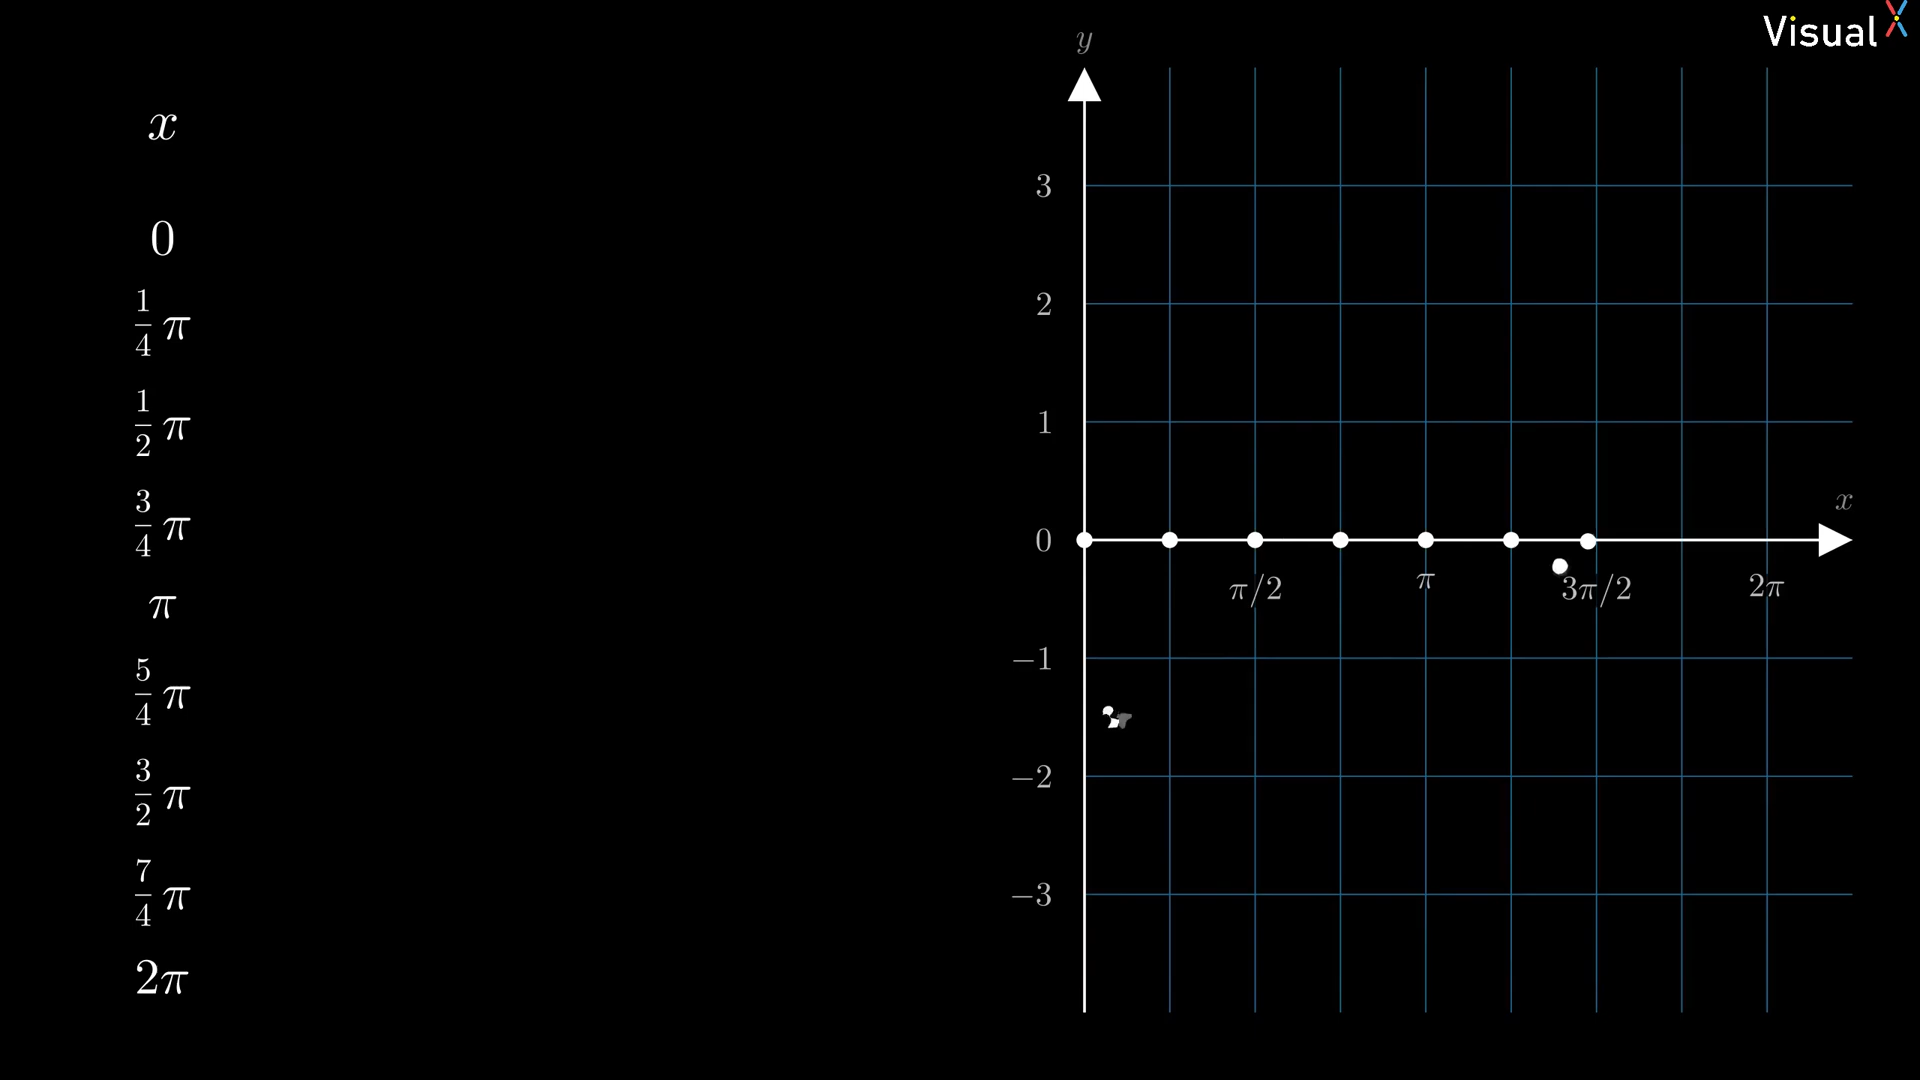 Visual X
y
x
0
1/4 π
1/2 π
3/4 π
π
5/4 π
3/2 π
7/4 π
2π
3
2
1
0
−1
−2
−3
x
π/2
π
3π/2
2π